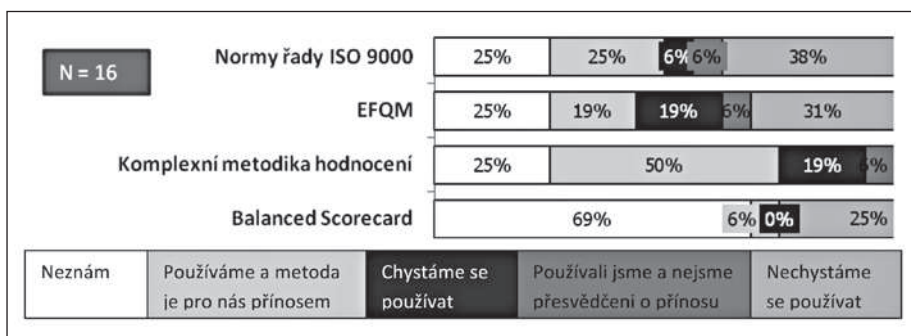 N = 16
Normy řady ISO 9000
25% 25% 6% 6% 38%
EFQM
25% 19% 19% 6% 31%
Komplexní metodika hodnocení
25% 50% 19% 6%
Balanced Scorecard
69% 6% 0% 25%
Neznám
Používáme a metoda
je pro nás přínosem
Chystáme se
používat
Používali jsme a nejsme
přesvědčeni o přínosu
Nechystáme
se používat